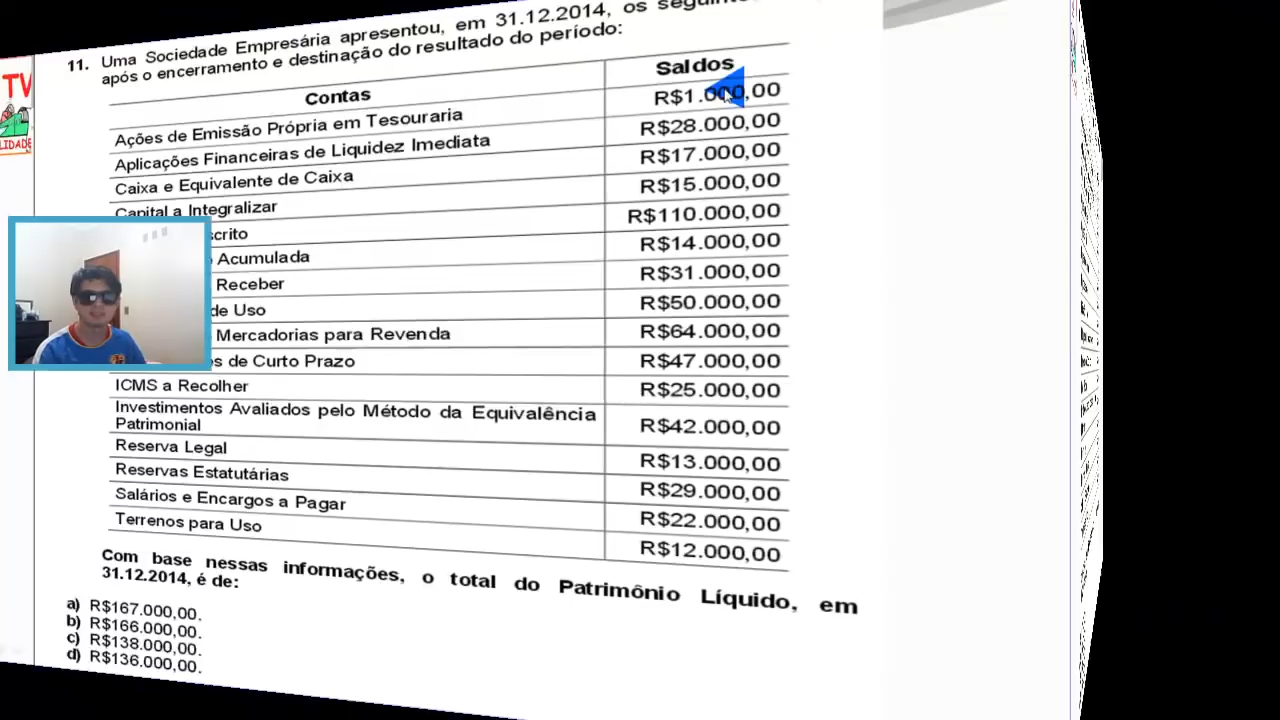 TV
LIDADE
11. Uma Sociedade Empresária apresentou, em 31.12.2014, os
após o encerramento e destinação do resultado do período:
Contas Saldos
Ações de Emissão Própria em Tesouraria R$1.000,00
Aplicações Financeiras de Liquidez Imediata R$28.000,00
Caixa e Equivalente de Caixa R$17.000,00
Capital a Integralizar R$15.000,00
scrito R$110.000,00
Acumulada R$14.000,00
Receber R$31.000,00
de Uso R$50.000,00
Mercadorias para Revenda R$64.000,00
s de Curto Prazo R$47.000,00
ICMS a Recolher R$25.000,00
Investimentos Avaliados pelo Método da Equivalência
Patrimonial R$42.000,00
Reserva Legal R$13.000,00
Reservas Estatutárias R$29.000,00
Salários e Encargos a Pagar R$22.000,00
Terrenos para Uso R$12.000,00
Com base nessas informações, o total do Patrimônio Líquido, em
31.12.2014, é de:
a) R$167.000,00.
b) R$166.000,00.
c) R$138.000,00.
d) R$136.000,00.